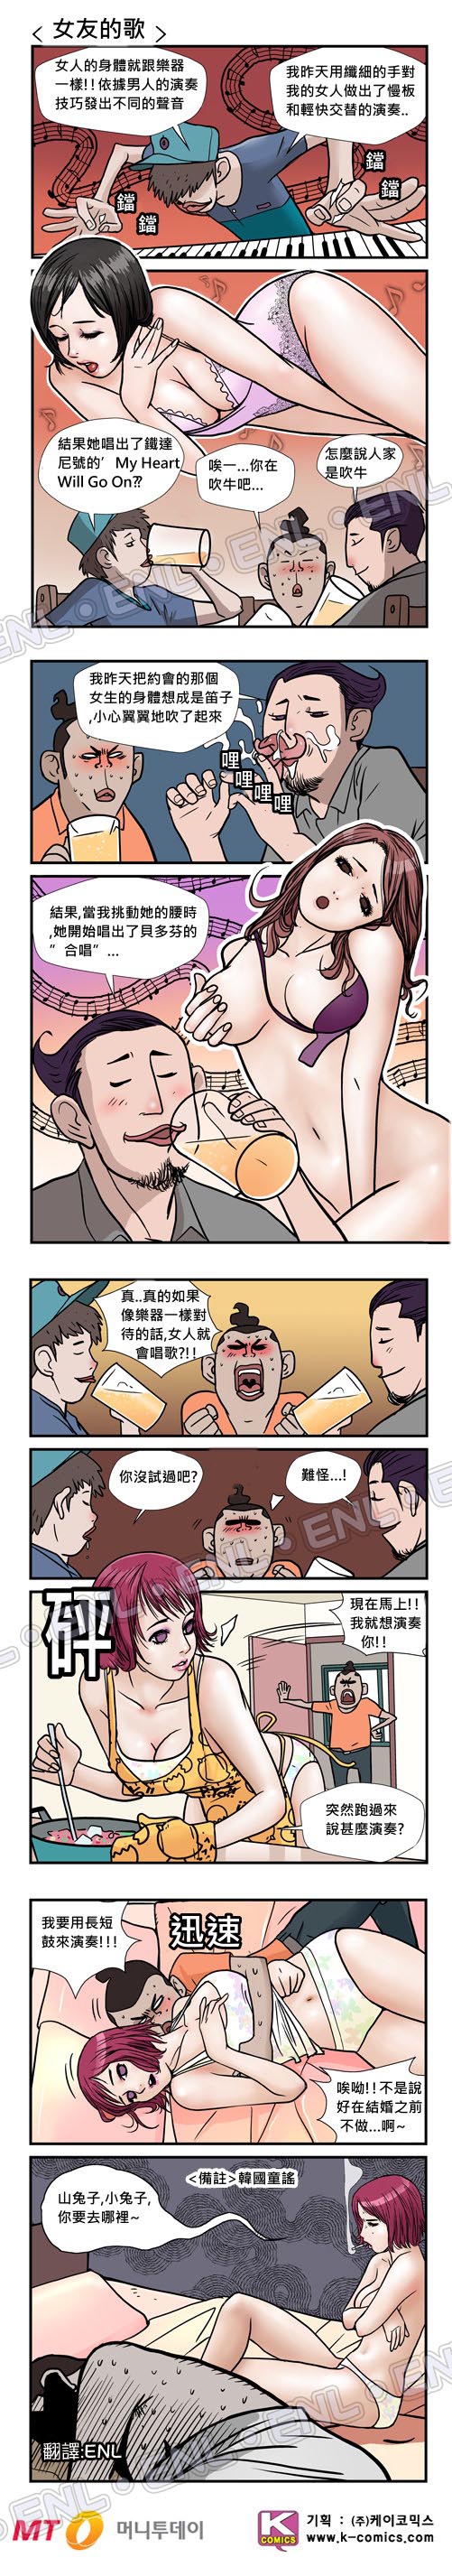 < 女友的歌 >
女人的身體就跟樂器
一樣!!依據男人的演奏
技巧發出不同的聲音
我昨天用纖細的手對
我的女人做出了慢板
和輕快交替的演奏..
鐺
鐺
鐺
鐺
結果她唱出了鐵達
尼號的’My Heart
Will Go On??
唉一...你在
吹牛吧...
怎麼說人家
是吹牛
ENL·ENL·ENL·ENL
我昨天把約會的那個
女生的身體想成是笛子
,小心翼翼地吹了起來
哩
哩
哩
哩
結果,當我挑動她的腰時
,她開始唱出了貝多芬的
”合唱”...
真..真的如果
像樂器一樣對
待的話,女人就
會唱歌?!!
你沒試過吧?
難怪...!
ENL·ENL·ENL·ENL
砰
現在馬上!!
我就想演奏
你!!
突然跑過來
說甚麼演奏?
我要用長短
鼓來演奏!!!
迅速
唉呦!!不是說
好在結婚之前
不做...啊~
<備註>韓國童謠
山兔子,小兔子,
你要去哪裡~
翻譯:ENL
ENL·ENL·ENL·ENL
MT 머니투데이
K COMICS
기획 : (주)케이코믹스
www.k-comics.com